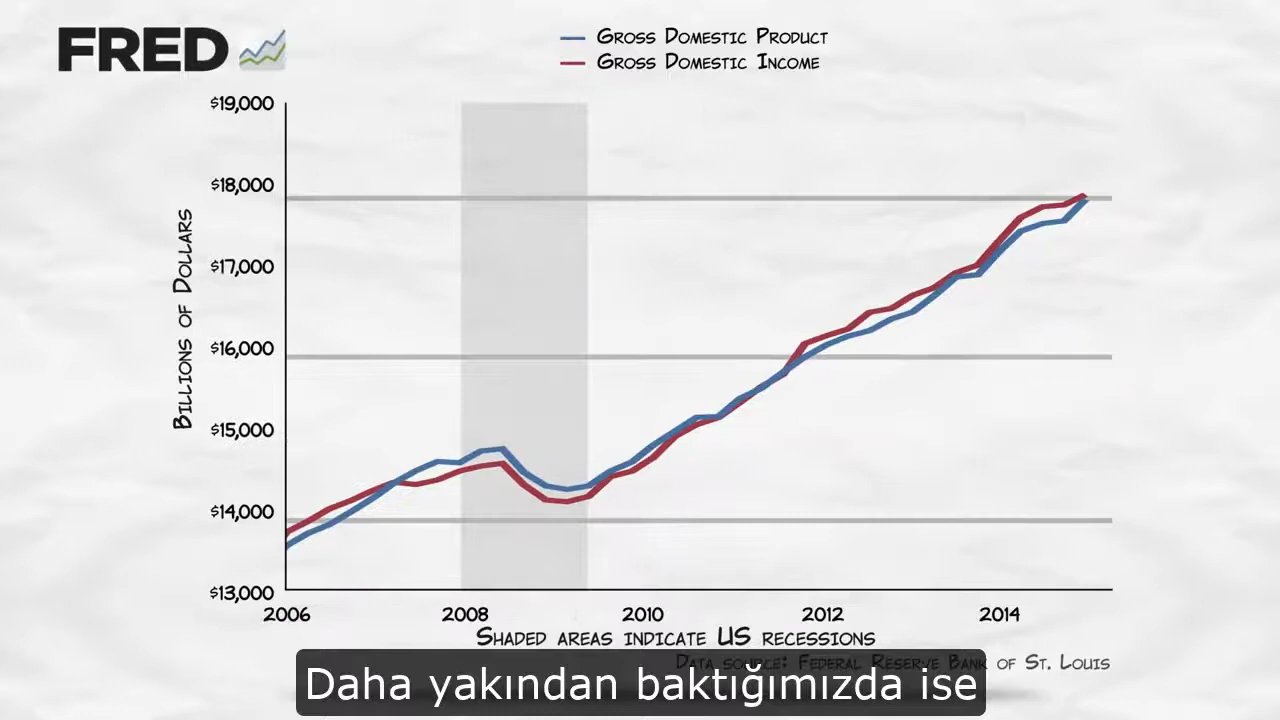 FRED
GROSS DOMESTIC PRODUCT
GROSS DOMESTIC INCOME
$19,000
$18,000
$17,000
$16,000
$15,000
$14,000
$13,000
BILLIONS OF DOLLARS
2006 2008 2010 2012 2014
SHADED AREAS INDICATE US RECESSIONS
DATA SOURCE: FEDERAL RESERVE BANK OF ST. LOUIS
Daha yakından baktığımızda ise